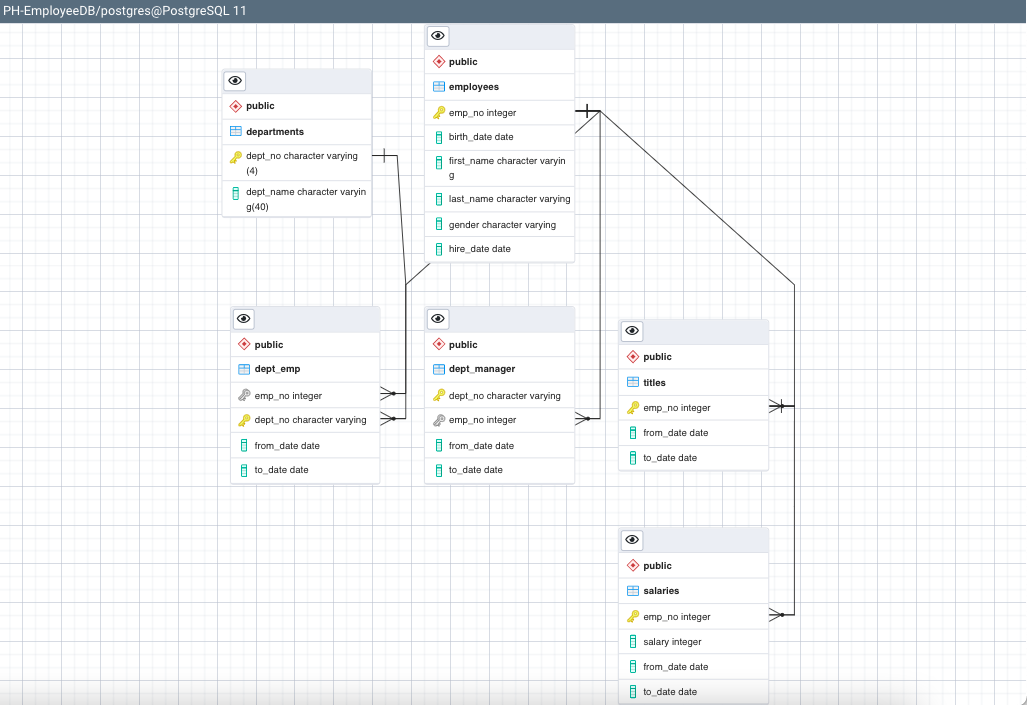 PH-EmployeeDB/postgres@PostgreSQL 11
public
departments
dept_no character varying
(4)
dept_name character varyin
g(40)
public
employees
emp_no integer
birth_date date
first_name character varyin
g
last_name character varying
gender character varying
hire_date date
public
dept_emp
emp_no integer
dept_no character varying
from_date date
to_date date
public
dept_manager
dept_no character varying
emp_no integer
from_date date
to_date date
public
titles
emp_no integer
from_date date
to_date date
public
salaries
emp_no integer
salary integer
from_date date
to_date date